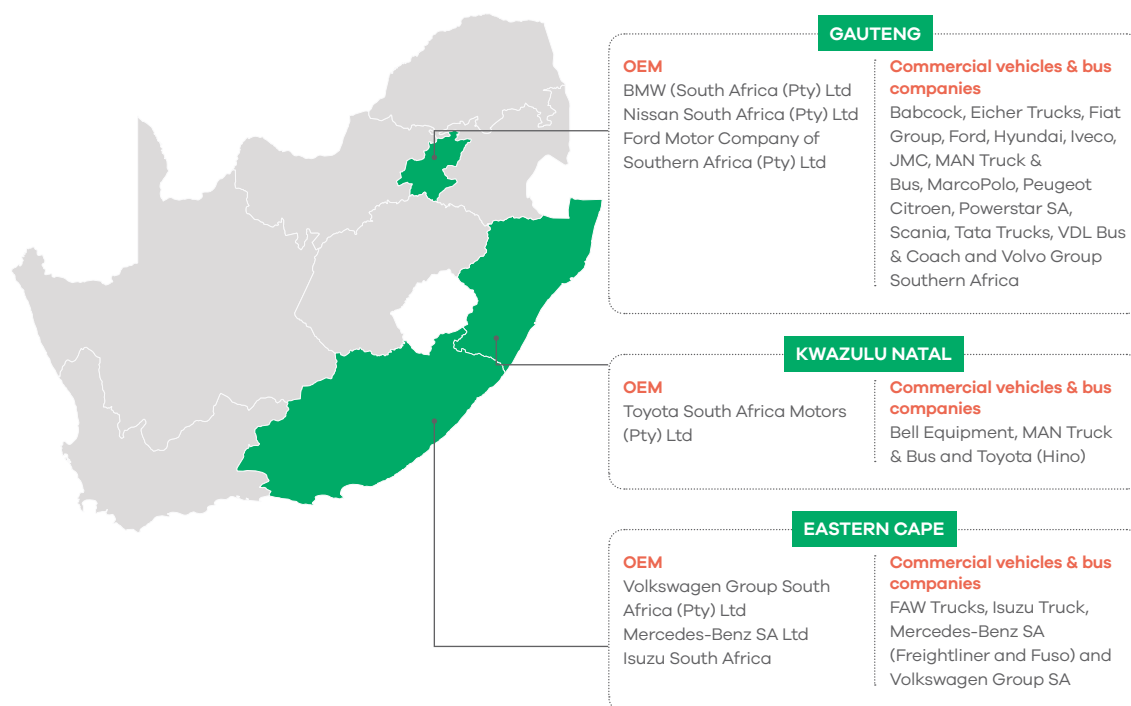 GAUTENG
OEM
BMW (South Africa (Pty) Ltd
Nissan South Africa (Pty) Ltd
Ford Motor Company of
Southern Africa (Pty) Ltd
Commercial vehicles & bus
companies
Babcock, Eicher Trucks, Fiat
Group, Ford, Hyundai, Iveco,
JMC, MAN Truck &
Bus, MarcoPolo, Peugeot
Citroen, Powerstar SA,
Scania, Tata Trucks, VDL Bus
& Coach and Volvo Group
Southern Africa
KWAZULU NATAL
OEM
Toyota South Africa Motors
(Pty) Ltd
Commercial vehicles & bus
companies
Bell Equipment, MAN Truck
& Bus and Toyota (Hino)
EASTERN CAPE
OEM
Volkswagen Group South
Africa (Pty) Ltd
Mercedes-Benz SA Ltd
Isuzu South Africa
Commercial vehicles & bus
companies
FAW Trucks, Isuzu Truck,
Mercedes-Benz SA
(Freightliner and Fuso) and
Volkswagen Group SA